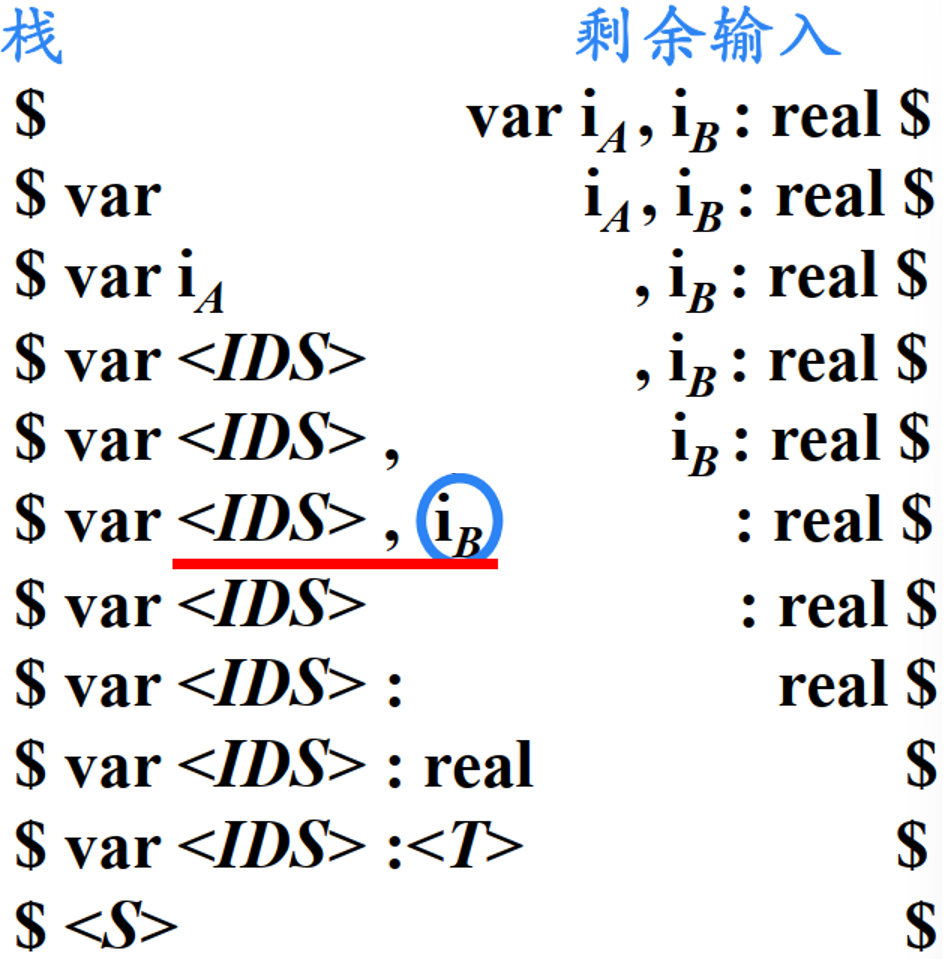 栈 剩余输入
$ var i_A , i_B : real $
$ var i_A , i_B : real $
$ var i_A , i_B : real $
$ var <IDS> , i_B : real $
$ var <IDS> , i_B : real $
$ var <IDS> , i_B : real $
$ var <IDS> : real $
$ var <IDS> : real $
$ var <IDS> : real $
$ var <IDS> :<T> $
$ <S> $